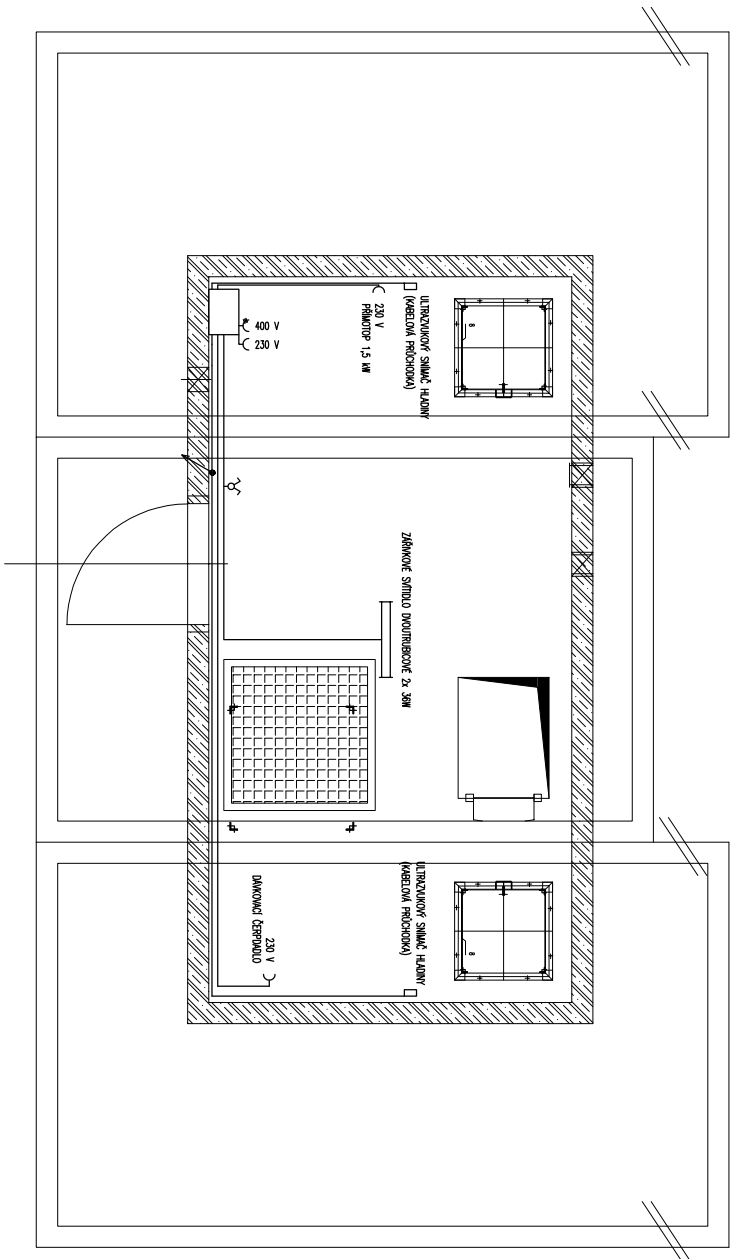 400 V
230 V
230 V
PŘÍMOTOP 1,5 kW
ULTRAZVUKOVÝ SNÍMAČ HLADINY
(KABELOVÁ PRŮCHODKA)
ZÁŘIVKOVÉ SVÍTIDLO DVOUTRUBICOVÉ 2x 36W
ULTRAZVUKOVÝ SNÍMAČ HLADINY
(KABELOVÁ PRŮCHODKA)
230 V
DÁVKOVACÍ ČERPADLO